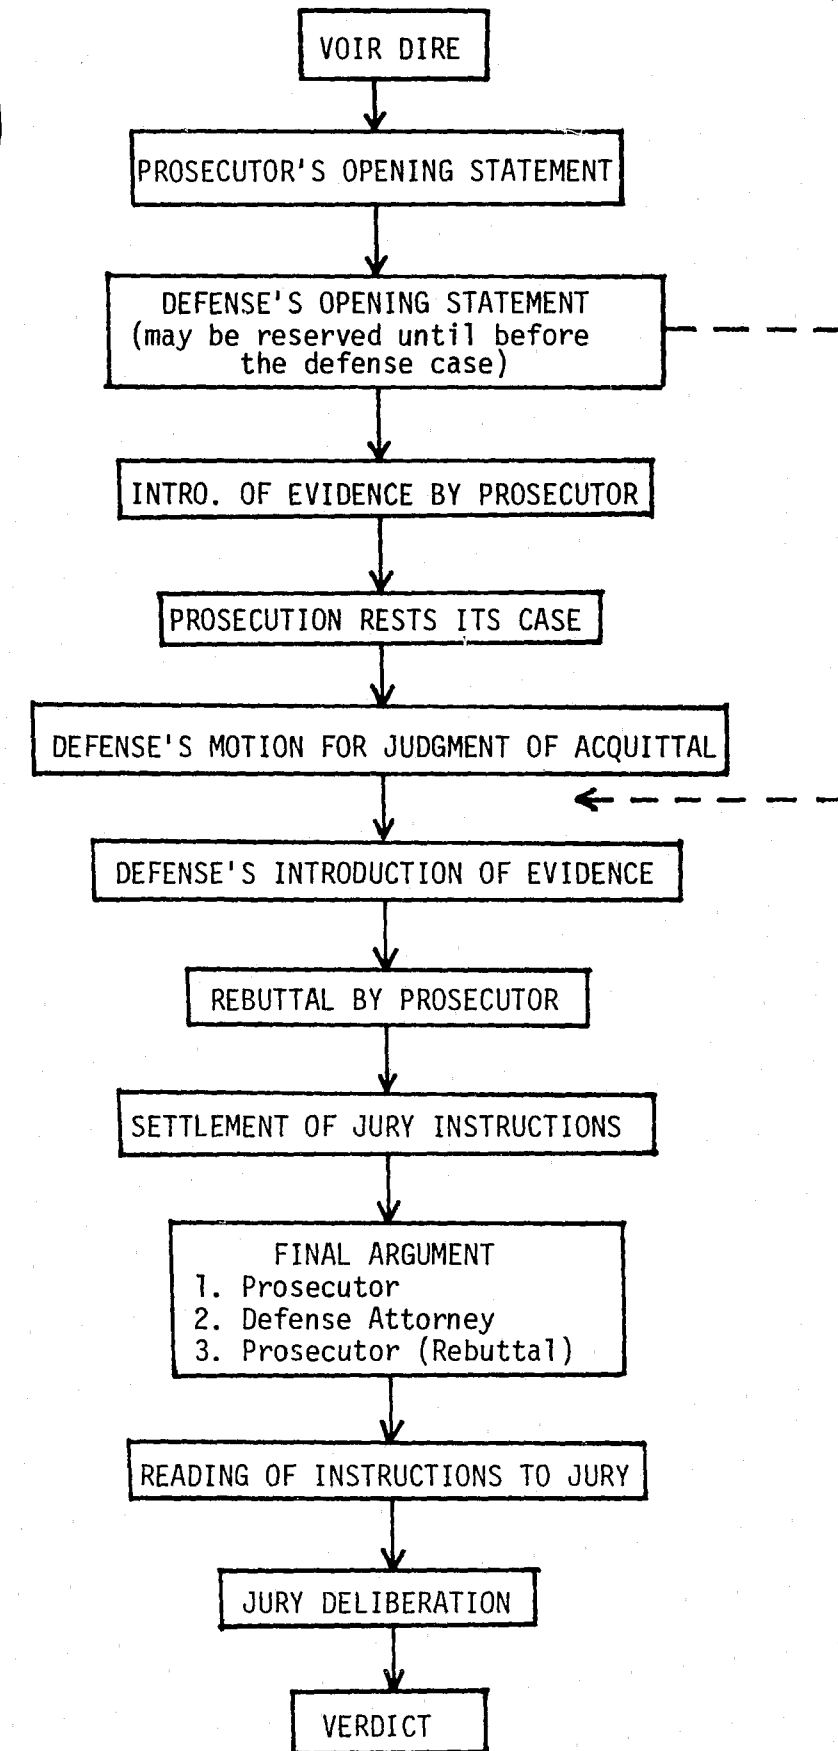 VOIR DIRE
PROSECUTOR'S OPENING STATEMENT
DEFENSE'S OPENING STATEMENT
(may be reserved until before
the defense case)
INTRO. OF EVIDENCE BY PROSECUTOR
PROSECUTION RESTS ITS CASE
DEFENSE'S MOTION FOR JUDGMENT OF ACQUITTAL
DEFENSE'S INTRODUCTION OF EVIDENCE
REBUTTAL BY PROSECUTOR
SETTLEMENT OF JURY INSTRUCTIONS
FINAL ARGUMENT
1. Prosecutor
2. Defense Attorney
3. Prosecutor (Rebuttal)
READING OF INSTRUCTIONS TO JURY
JURY DELIBERATION
VERDICT